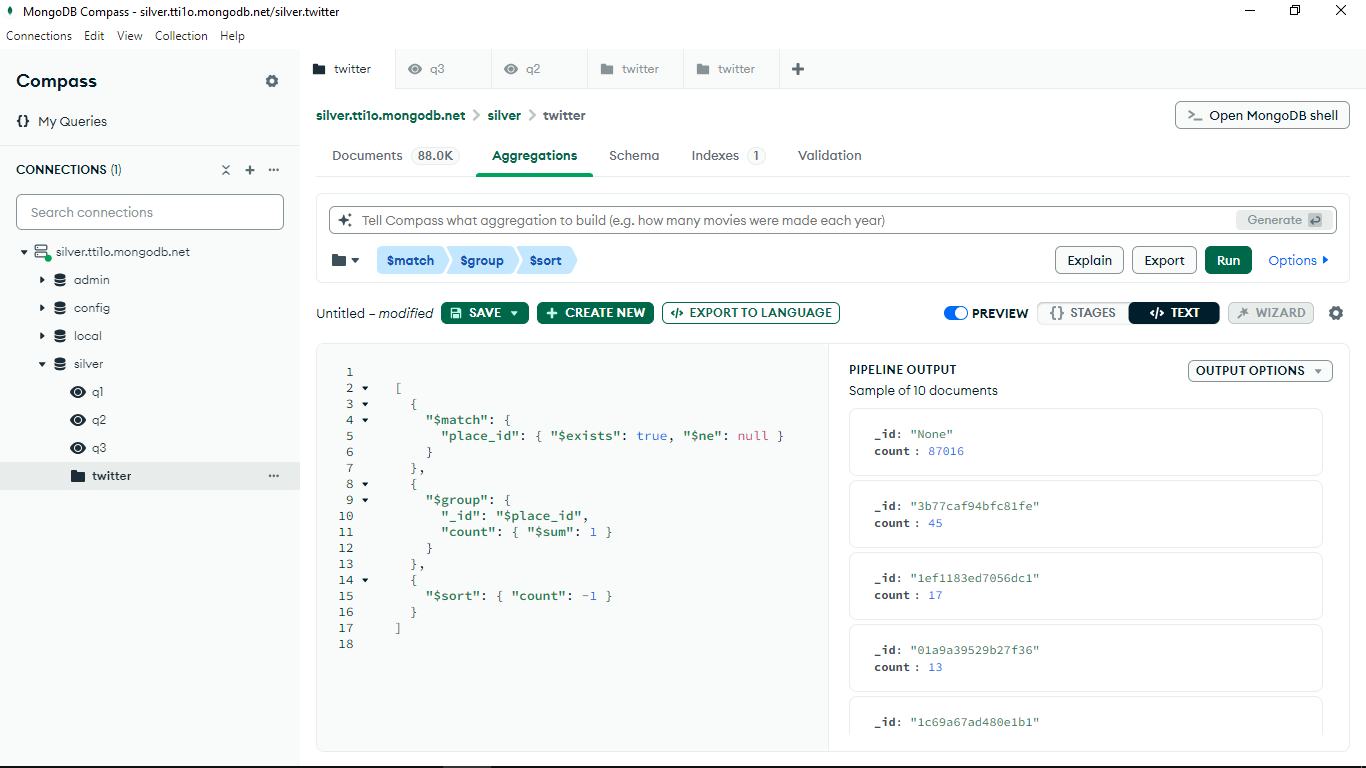 MongoDB Compass - silver.tti1o.mongodb.net/silver.twitter
Connections Edit View Collection Help
Compass
{} My Queries
CONNECTIONS (1)
Search connections
silver.tti1o.mongodb.net
admin
config
local
silver
q1
q2
q3
twitter
twitter q3 q2 twitter twitter
silver.tti1o.mongodb.net > silver > twitter
>_ Open MongoDB shell
Documents 88.0K Aggregations Schema Indexes 1 Validation
Tell Compass what aggregation to build (e.g. how many movies were made each year) Generate
$match $group $sort Explain Export Run Options
Untitled – modified SAVE + CREATE NEW </> EXPORT TO LANGUAGE PREVIEW {} STAGES </> TEXT WIZARD
1
2 [
3 {
4 "$match": {
5 "place_id": { "$exists": true, "$ne": null }
6 }
7 },
8 {
9 "$group": {
10 "_id": "$place_id",
11 "count": { "$sum": 1 }
12 }
13 },
14 {
15 "$sort": { "count": -1 }
16 }
17 ]
18
PIPELINE OUTPUT
Sample of 10 documents
OUTPUT OPTIONS
_id: "None"
count : 87016
_id: "3b77caf94bfc81fe"
count : 45
_id: "1ef1183ed7056dc1"
count : 17
_id: "01a9a39529b27f36"
count : 13
_id: "1c69a67ad480e1b1"